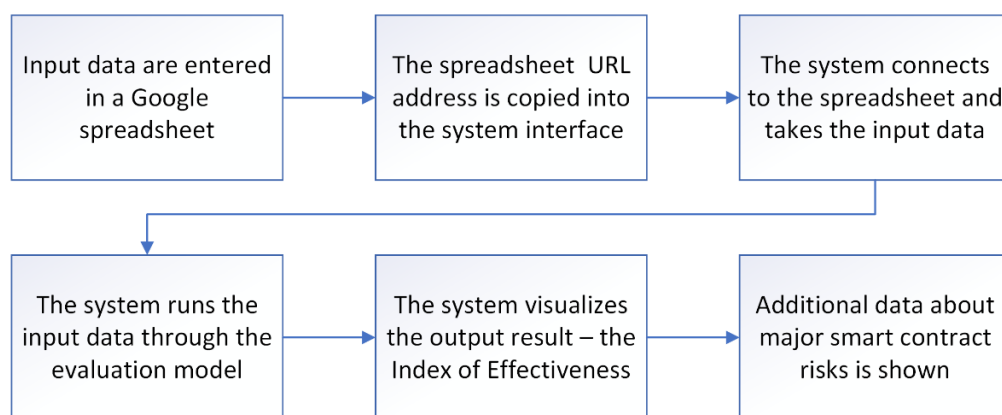 Input data are entered
in a Google
spreadsheet
The spreadsheet URL
address is copied into
the system interface
The system connects
to the spreadsheet and
takes the input data
The system runs the
input data through the
evaluation model
The system visualizes
the output result – the
Index of Effectiveness
Additional data about
major smart contract
risks is shown